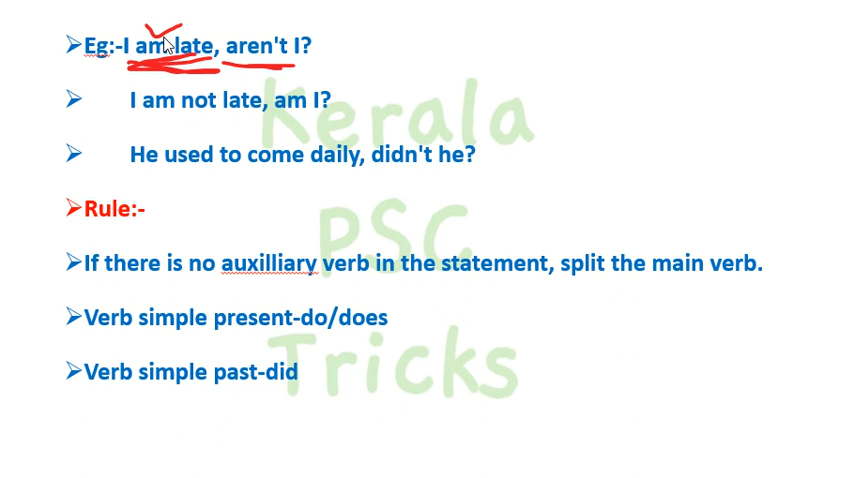 Eg:-I am late, aren't I?
I am not late, am I?
He used to come daily, didn't he?
Rule:-
If there is no auxilliary verb in the statement, split the main verb.
Verb simple present-do/does
Verb simple past-did
Kerala
PSC
Tricks